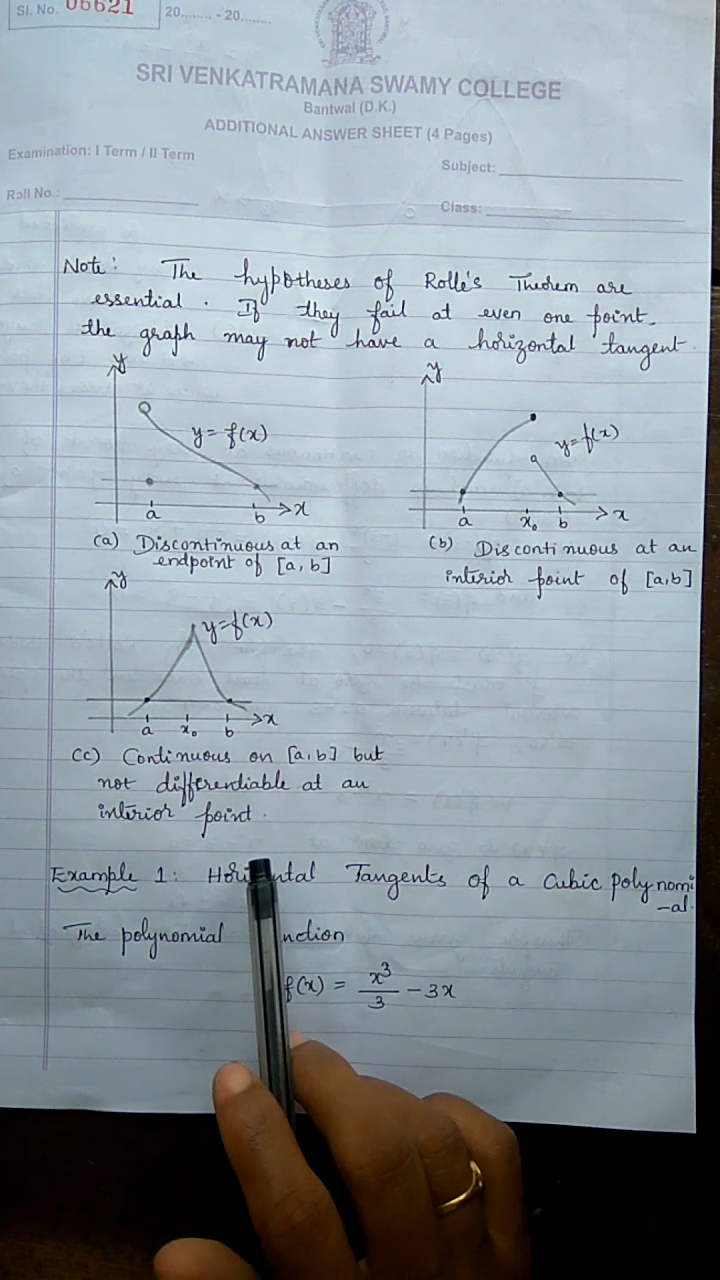 Sl. No. 05621
20........ - 20........
SRI VENKATRAMANA SWAMY COLLEGE
Bantwal (D.K.)
ADDITIONAL ANSWER SHEET (4 Pages)
Examination: I Term / II Term
Subject:
Roll No.:
Class:
Note: The hypotheses of Rolle's Theorem are
essential. If they fail at even one point.
the graph may not have a horizontal tangent.
y
y = f(x)
a b x
y
y = f(x)
a x₀ b x
(a) Discontinuous at an
endpoint of [a, b]
(b) Discontinuous at an
interior point of [a, b]
y
y=f(x)
a x₀ b x
(c) Continuous on [a, b] but
not differentiable at an
interior point.
Example 1: Tangents of a Cubic polynomi
-al.
The polynomial
f(x) = x³/3 - 3x